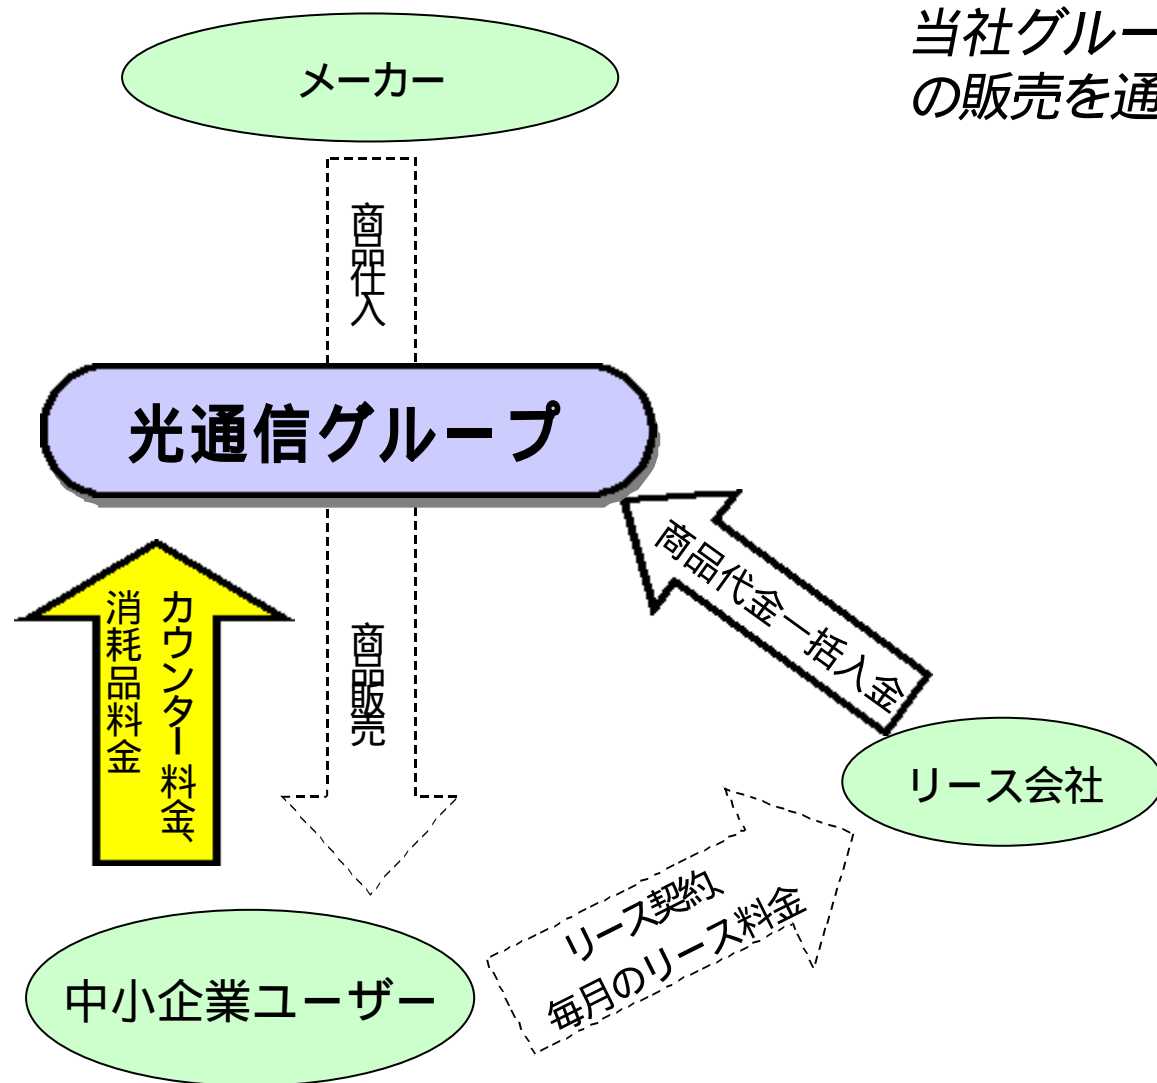 当社グルー
の販売を通
メーカー
商品仕入
光通信グループ
商品代金一括入金
カウンター料金、
消耗品料金
商品販売
リース会社
リース契約、
毎月のリース料金
中小企業ユーザー